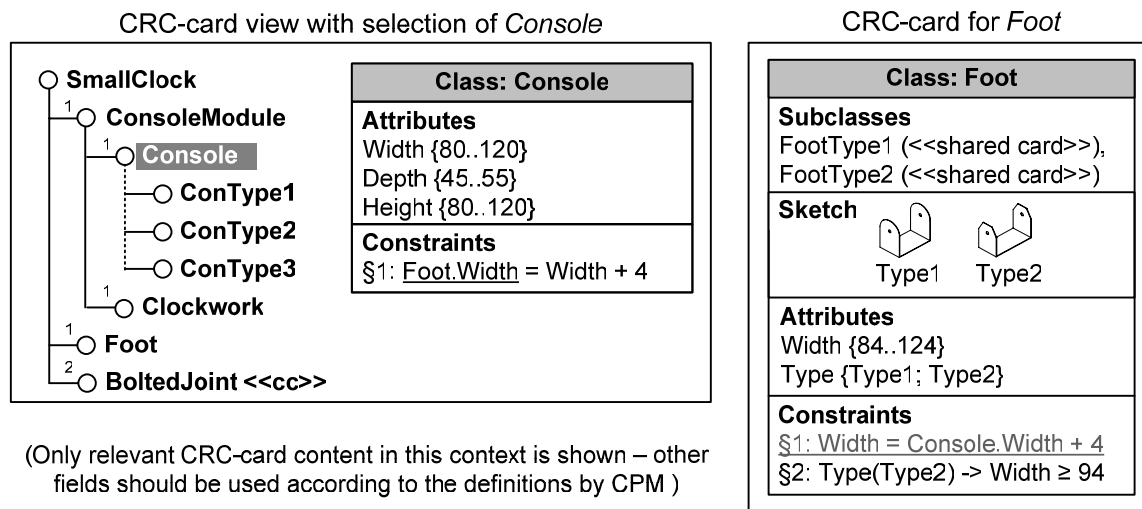 CRC-card view with selection of Console
SmallClock
1
ConsoleModule
1
Console
ConType1
ConType2
ConType3
1
Clockwork
1
Foot
2
BoltedJoint <<cc>>
Class: Console
Attributes
Width {80..120}
Depth {45..55}
Height {80..120}
Constraints
§1: Foot.Width = Width + 4
(Only relevant CRC-card content in this context is shown – other
fields should be used according to the definitions by CPM )
CRC-card for Foot
Class: Foot
Subclasses
FootType1 (<<shared card>>),
FootType2 (<<shared card>>)
Sketch
Type1 Type2
Attributes
Width {84..124}
Type {Type1; Type2}
Constraints
§1: Width = Console.Width + 4
§2: Type(Type2) -> Width ≥ 94